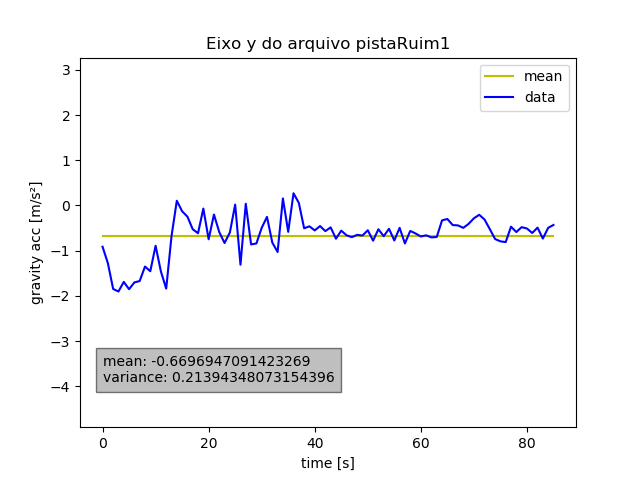 Eixo y do arquivo pistaRuim1
mean
data
3
2
1
0
−1
−2
−3
−4
gravity acc [m/s²]
mean: -0.6696947091423269
variance: 0.21394348073154396
0 20 40 60 80
time [s]